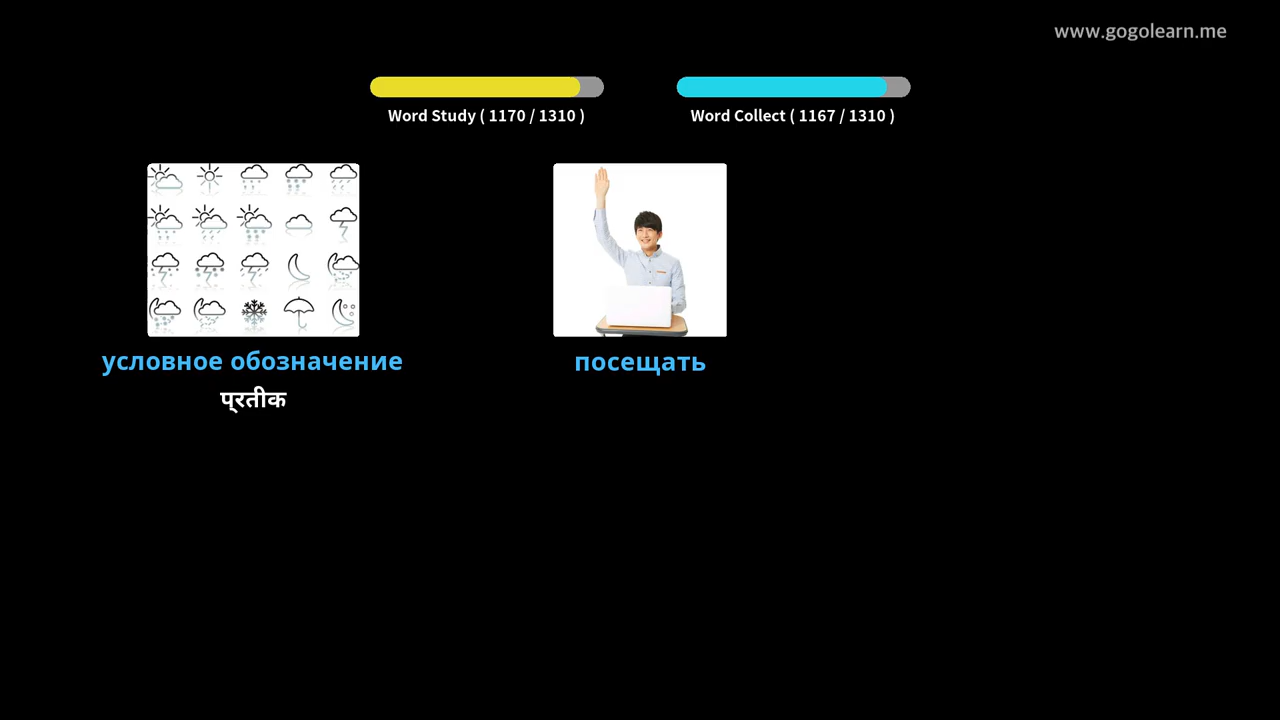 www.gogolearn.me
Word Study ( 1170 / 1310 )
Word Collect ( 1167 / 1310 )
условное обозначение
посещать
प्रतीक